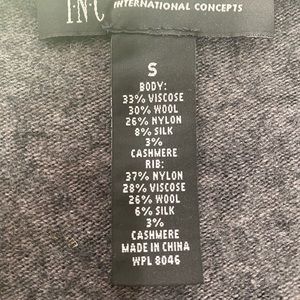 I·N·C
INTERNATIONAL CONCEPTS
S
BODY:
33% VISCOSE
30% WOOL
26% NYLON
8% SILK
3%
CASHMERE
RIB:
37% NYLON
28% VISCOSE
26% WOOL
6% SILK
3%
CASHMERE
MADE IN CHINA
WPL 8046